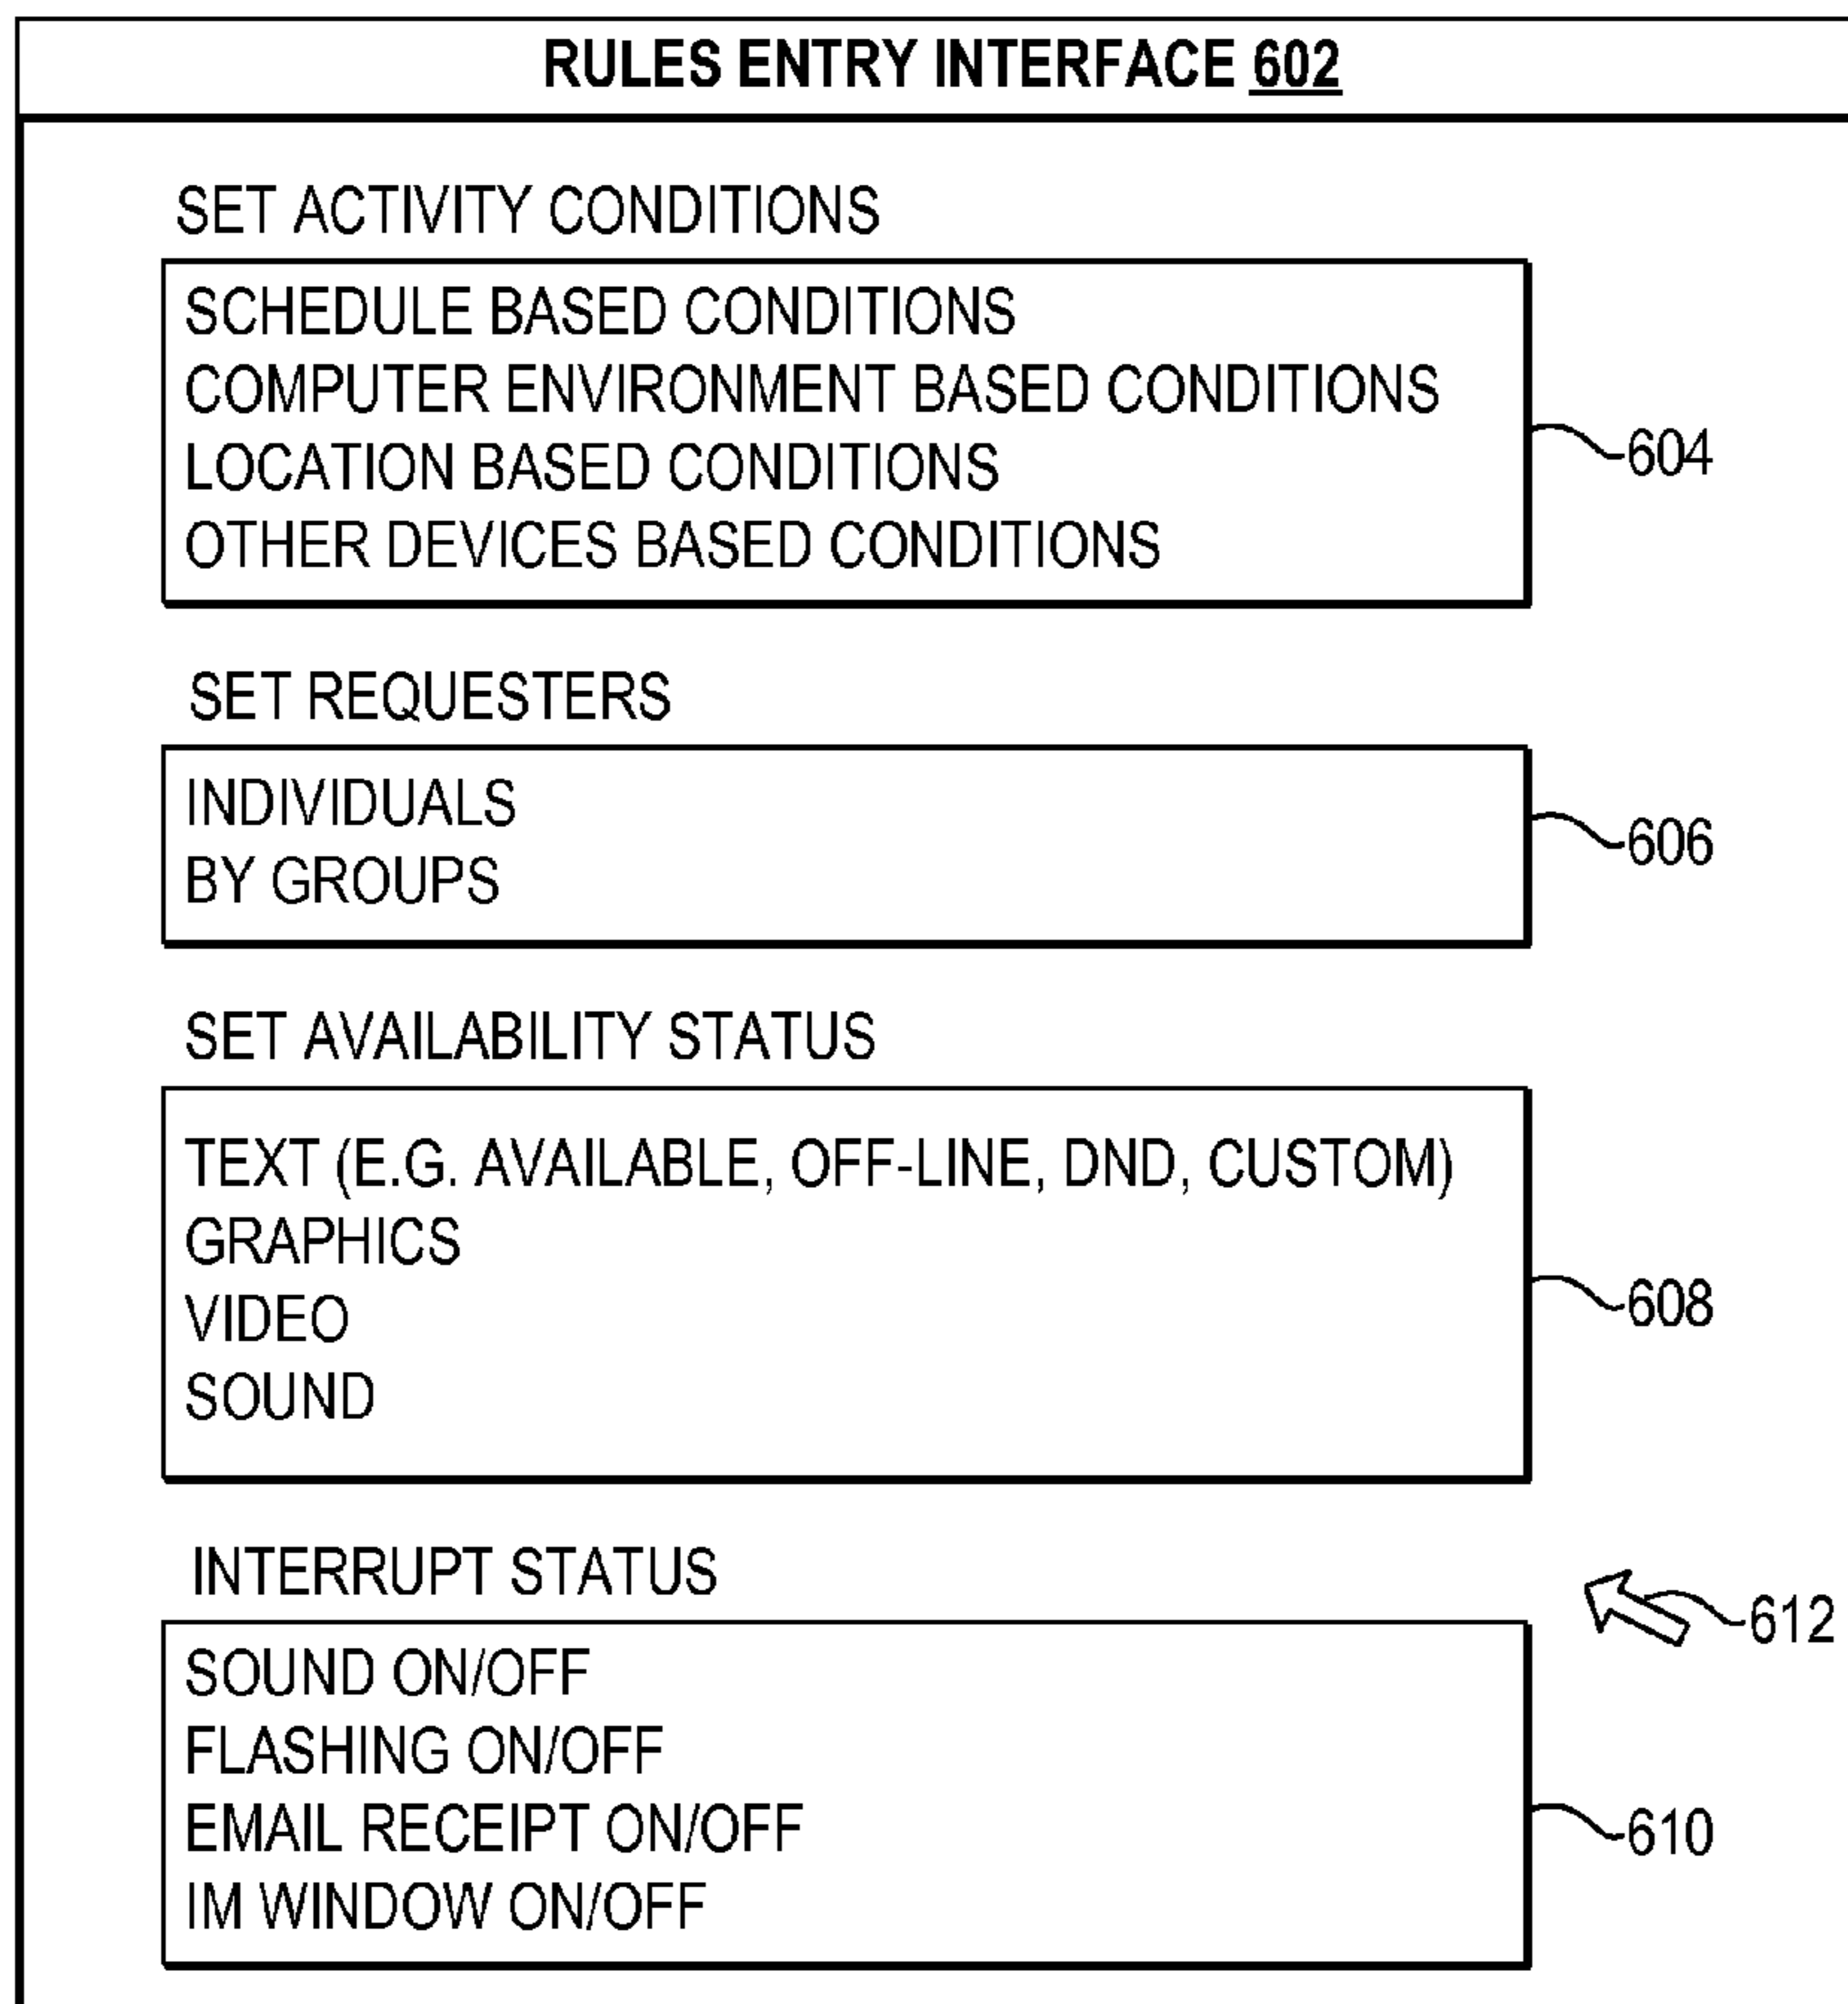 RULES ENTRY INTERFACE 602
SET ACTIVITY CONDITIONS
SCHEDULE BASED CONDITIONS
COMPUTER ENVIRONMENT BASED CONDITIONS
LOCATION BASED CONDITIONS
OTHER DEVICES BASED CONDITIONS
604
SET REQUESTERS
INDIVIDUALS
BY GROUPS
606
SET AVAILABILITY STATUS
TEXT (E.G. AVAILABLE, OFF-LINE, DND, CUSTOM)
GRAPHICS
VIDEO
SOUND
608
INTERRUPT STATUS
612
SOUND ON/OFF
FLASHING ON/OFF
EMAIL RECEIPT ON/OFF
IM WINDOW ON/OFF
610